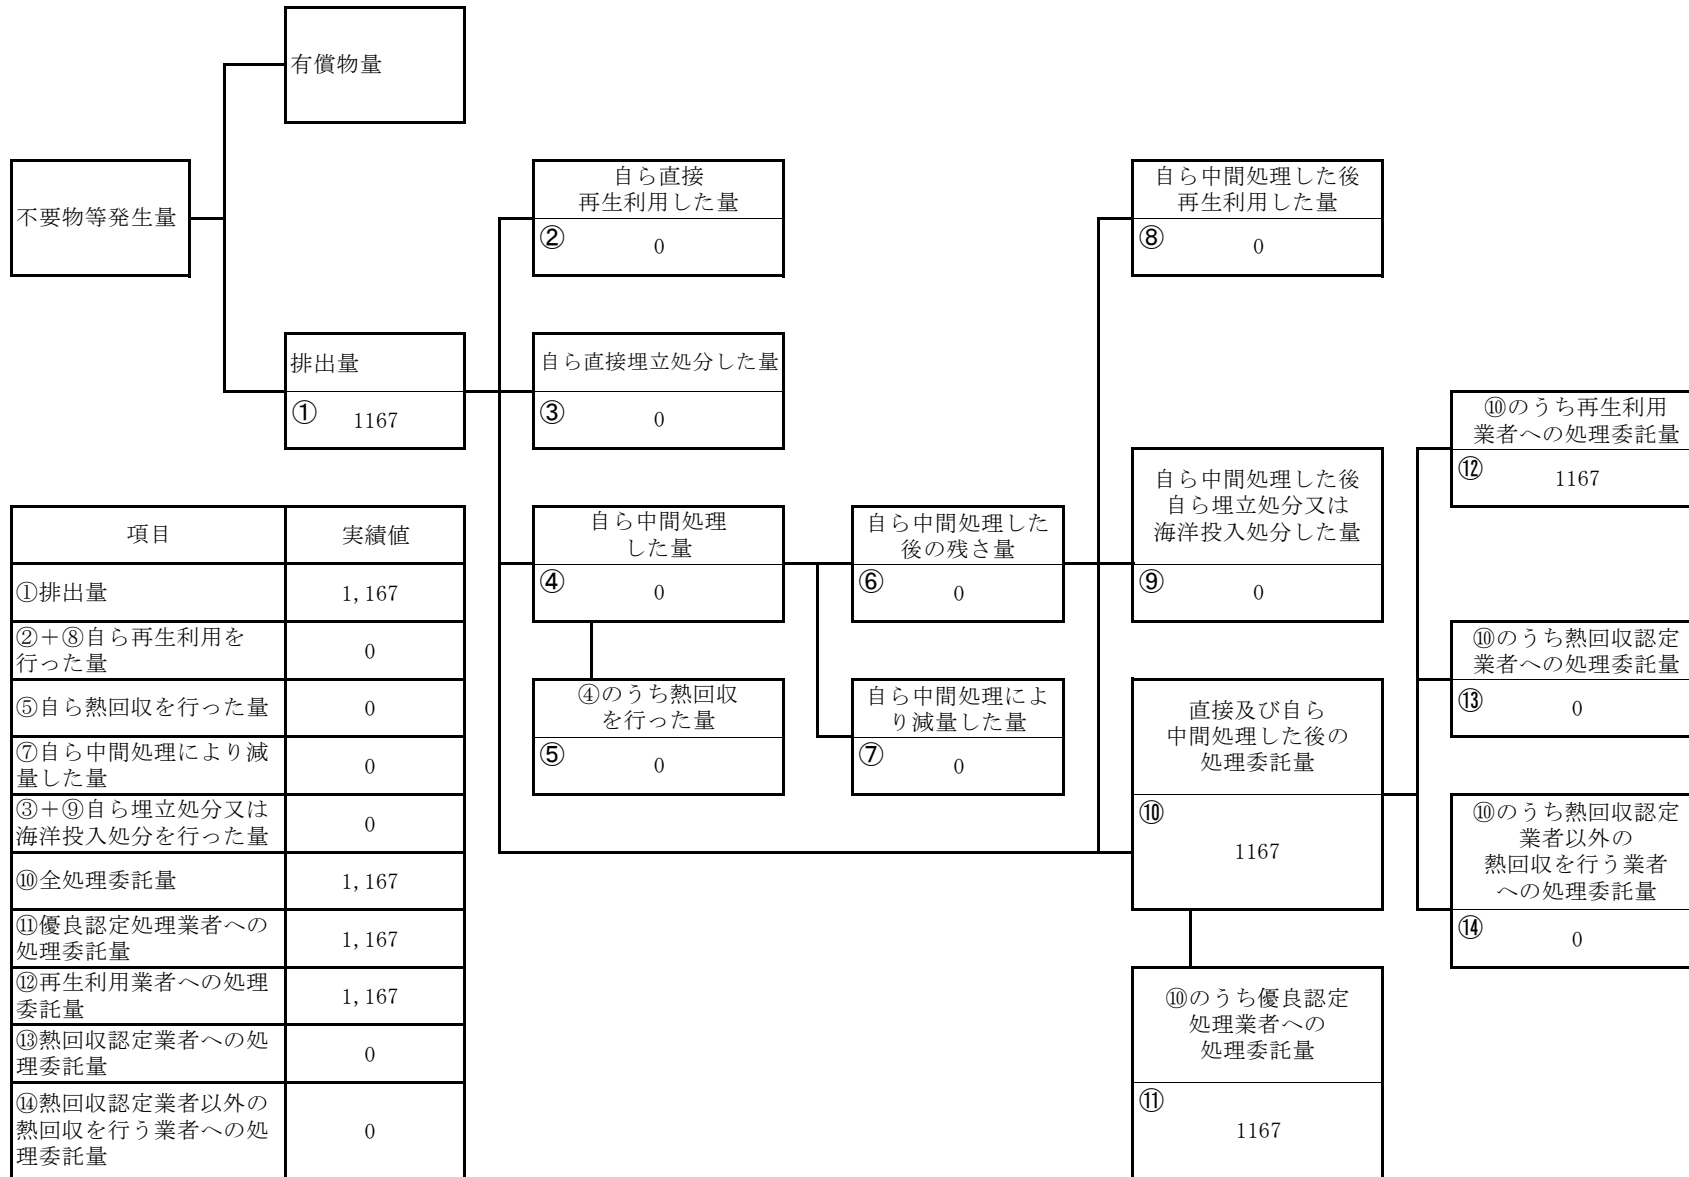 有償物量
不要物等発生量
自ら直接
再生利用した量
②
0
自ら中間処理した後
再生利用した量
⑧
0
排出量
①
1167
自ら直接埋立処分した量
③
0
⑩のうち再生利用
業者への処理委託量
⑫
1167
自ら中間処理した後
自ら埋立処分又は
海洋投入処分した量
⑨
0
自ら中間処理
した量
④
0
自ら中間処理した
後の残さ量
⑥
0
④のうち熱回収
を行った量
⑤
0
自ら中間処理によ
り減量した量
⑦
0
直接及び自ら
中間処理した後の
処理委託量
⑩
1167
⑩のうち熱回収認定
業者への処理委託量
⑬
0
⑩のうち熱回収認定
業者以外の
熱回収を行う業者
への処理委託量
⑭
0
⑩のうち優良認定
処理業者への
処理委託量
⑪
1167
項目
実績値
①排出量
1,167
②＋⑧自ら再生利用を
行った量
0
⑤自ら熱回収を行った量
0
⑦自ら中間処理により減
量した量
0
③＋⑨自ら埋立処分又は
海洋投入処分を行った量
0
⑩全処理委託量
1,167
⑪優良認定処理業者への
処理委託量
1,167
⑫再生利用業者への処理
委託量
1,167
⑬熱回収認定業者への処
理委託量
0
⑭熱回収認定業者以外の
熱回収を行う業者への処
理委託量
0